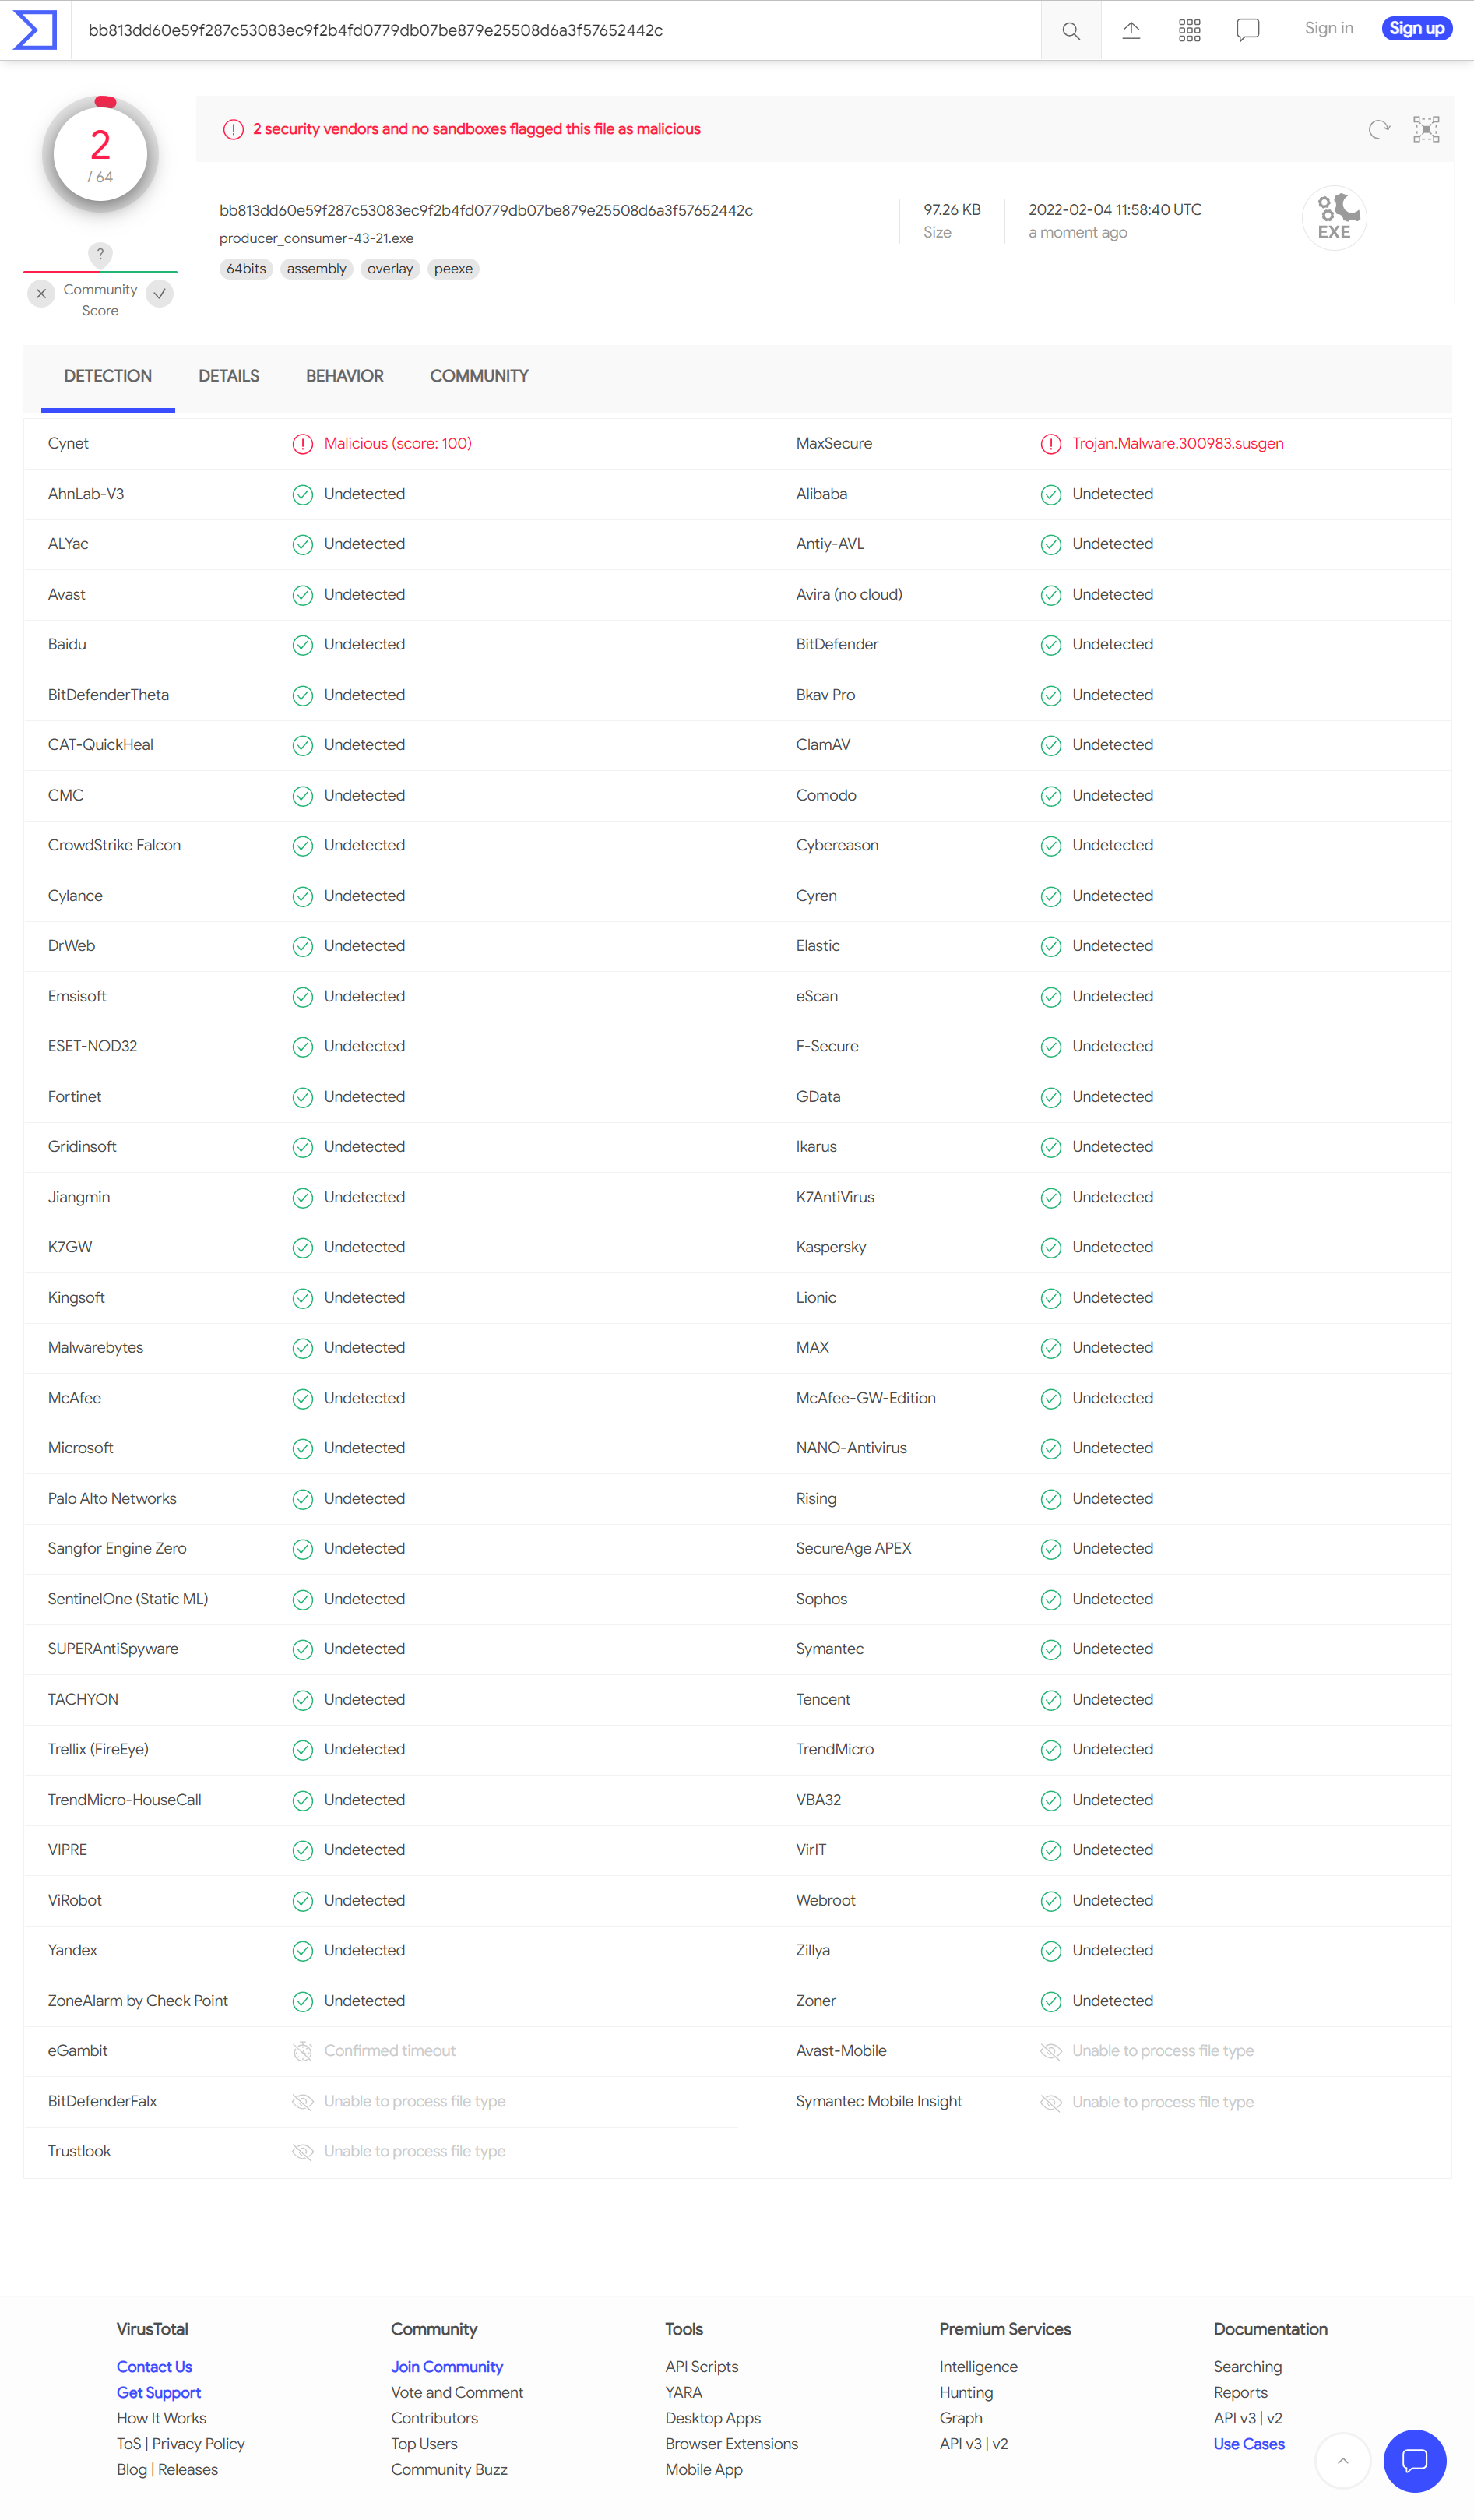 bb813dd60e59f287c53083ec9f2b4fd0779db07be879e25508d6a3f57652442c
Sign in
Sign up
2
/ 64
?
Community
Score
2 security vendors and no sandboxes flagged this file as malicious
bb813dd60e59f287c53083ec9f2b4fd0779db07be879e25508d6a3f57652442c
producer_consumer-43-21.exe
64bits assembly overlay peexe
97.26 KB
Size
2022-02-04 11:58:40 UTC
a moment ago
EXE
DETECTION DETAILS BEHAVIOR COMMUNITY
Cynet Malicious (score: 100) MaxSecure Trojan.Malware.300983.susgen
AhnLab-V3 Undetected Alibaba Undetected
ALYac Undetected Antiy-AVL Undetected
Avast Undetected Avira (no cloud) Undetected
Baidu Undetected BitDefender Undetected
BitDefenderTheta Undetected Bkav Pro Undetected
CAT-QuickHeal Undetected ClamAV Undetected
CMC Undetected Comodo Undetected
CrowdStrike Falcon Undetected Cybereason Undetected
Cylance Undetected Cyren Undetected
DrWeb Undetected Elastic Undetected
Emsisoft Undetected eScan Undetected
ESET-NOD32 Undetected F-Secure Undetected
Fortinet Undetected GData Undetected
Gridinsoft Undetected Ikarus Undetected
Jiangmin Undetected K7AntiVirus Undetected
K7GW Undetected Kaspersky Undetected
Kingsoft Undetected Lionic Undetected
Malwarebytes Undetected MAX Undetected
McAfee Undetected McAfee-GW-Edition Undetected
Microsoft Undetected NANO-Antivirus Undetected
Palo Alto Networks Undetected Rising Undetected
Sangfor Engine Zero Undetected SecureAge APEX Undetected
SentinelOne (Static ML) Undetected Sophos Undetected
SUPERAntiSpyware Undetected Symantec Undetected
TACHYON Undetected Tencent Undetected
Trellix (FireEye) Undetected TrendMicro Undetected
TrendMicro-HouseCall Undetected VBA32 Undetected
VIPRE Undetected VirIT Undetected
ViRobot Undetected Webroot Undetected
Yandex Undetected Zillya Undetected
ZoneAlarm by Check Point Undetected Zoner Undetected
eGambit Confirmed timeout Avast-Mobile Unable to process file type
BitDefenderFalx Unable to process file type Symantec Mobile Insight Unable to process file type
Trustlook Unable to process file type
VirusTotal Community Tools Premium Services Documentation
Contact Us Join Community API Scripts Intelligence Searching
Get Support Vote and Comment YARA Hunting Reports
How It Works Contributors Desktop Apps Graph API v3 | v2
ToS | Privacy Policy Top Users Browser Extensions API v3 | v2 Use Cases
Blog | Releases Community Buzz Mobile App